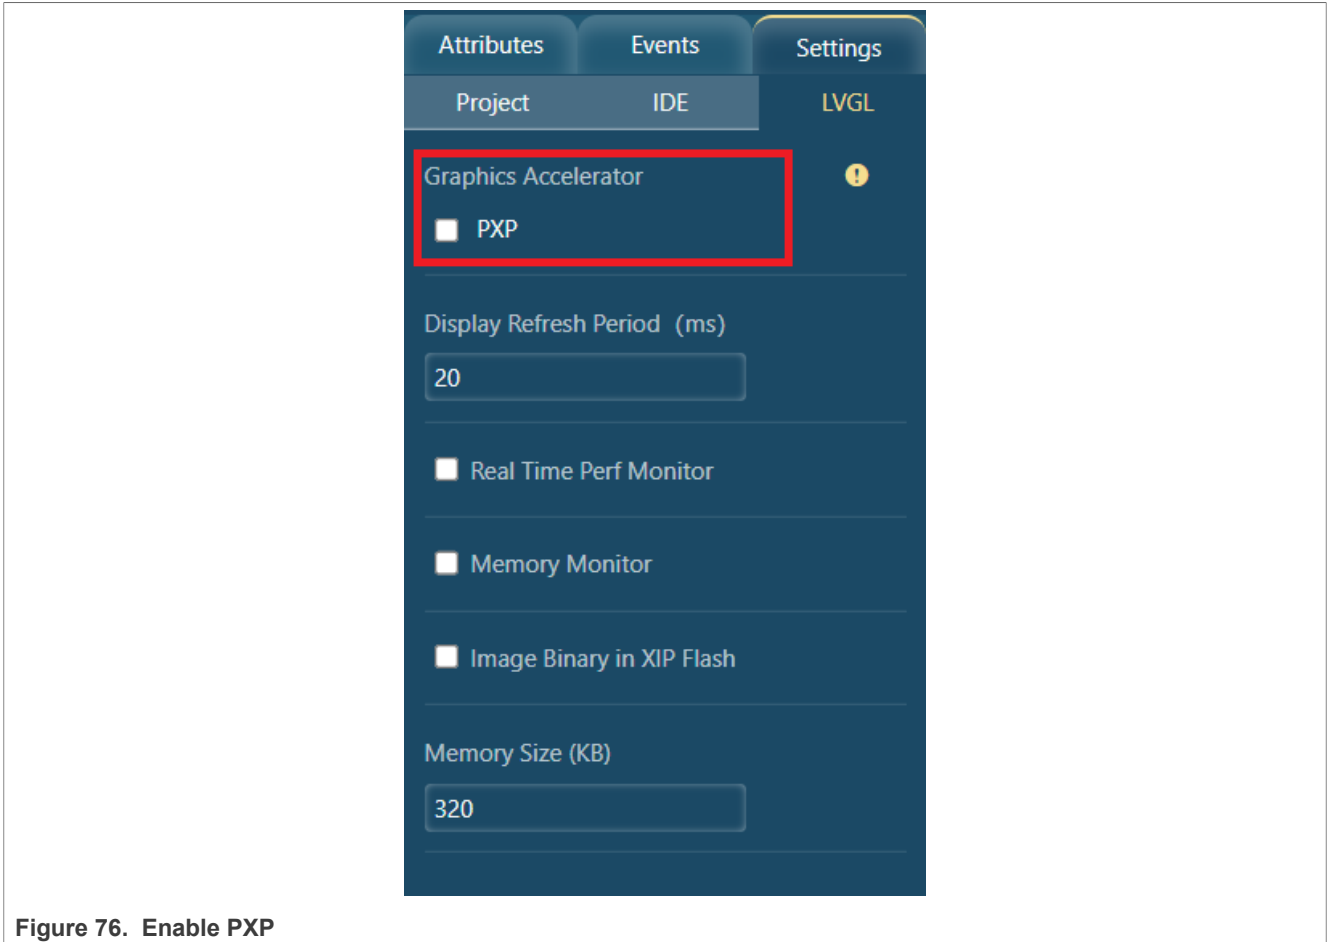 Attributes Events Settings
Project IDE LVGL
Graphics Accelerator
PXP
Display Refresh Period (ms)
20
Real Time Perf Monitor
Memory Monitor
Image Binary in XIP Flash
Memory Size (KB)
320
Figure 76. Enable PXP